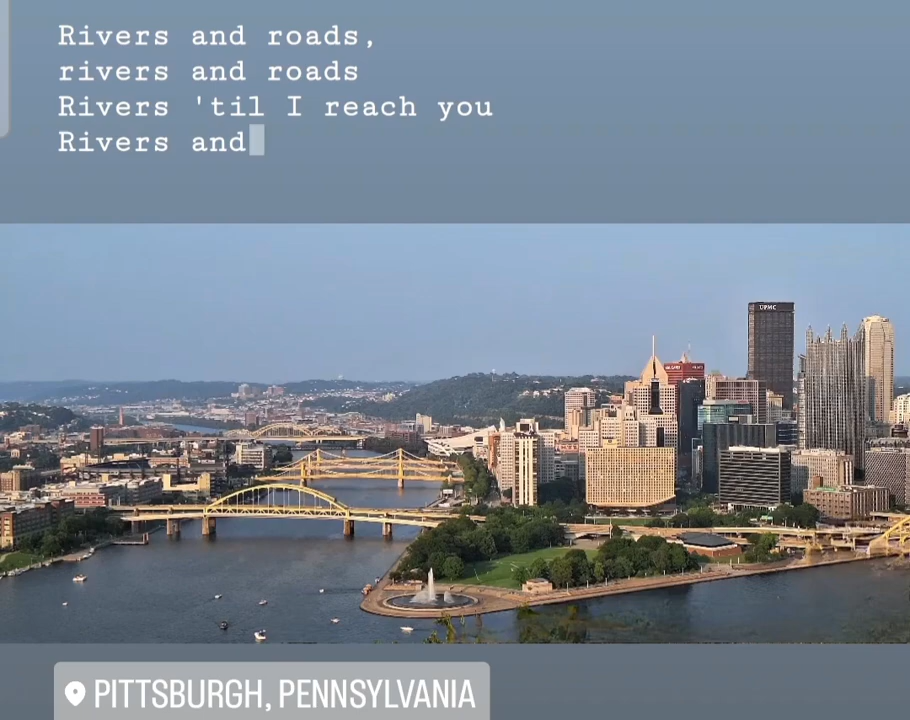 Rivers and roads,
rivers and roads
Rivers 'til I reach you
Rivers and
UPMC
PITTSBURGH, PENNSYLVANIA